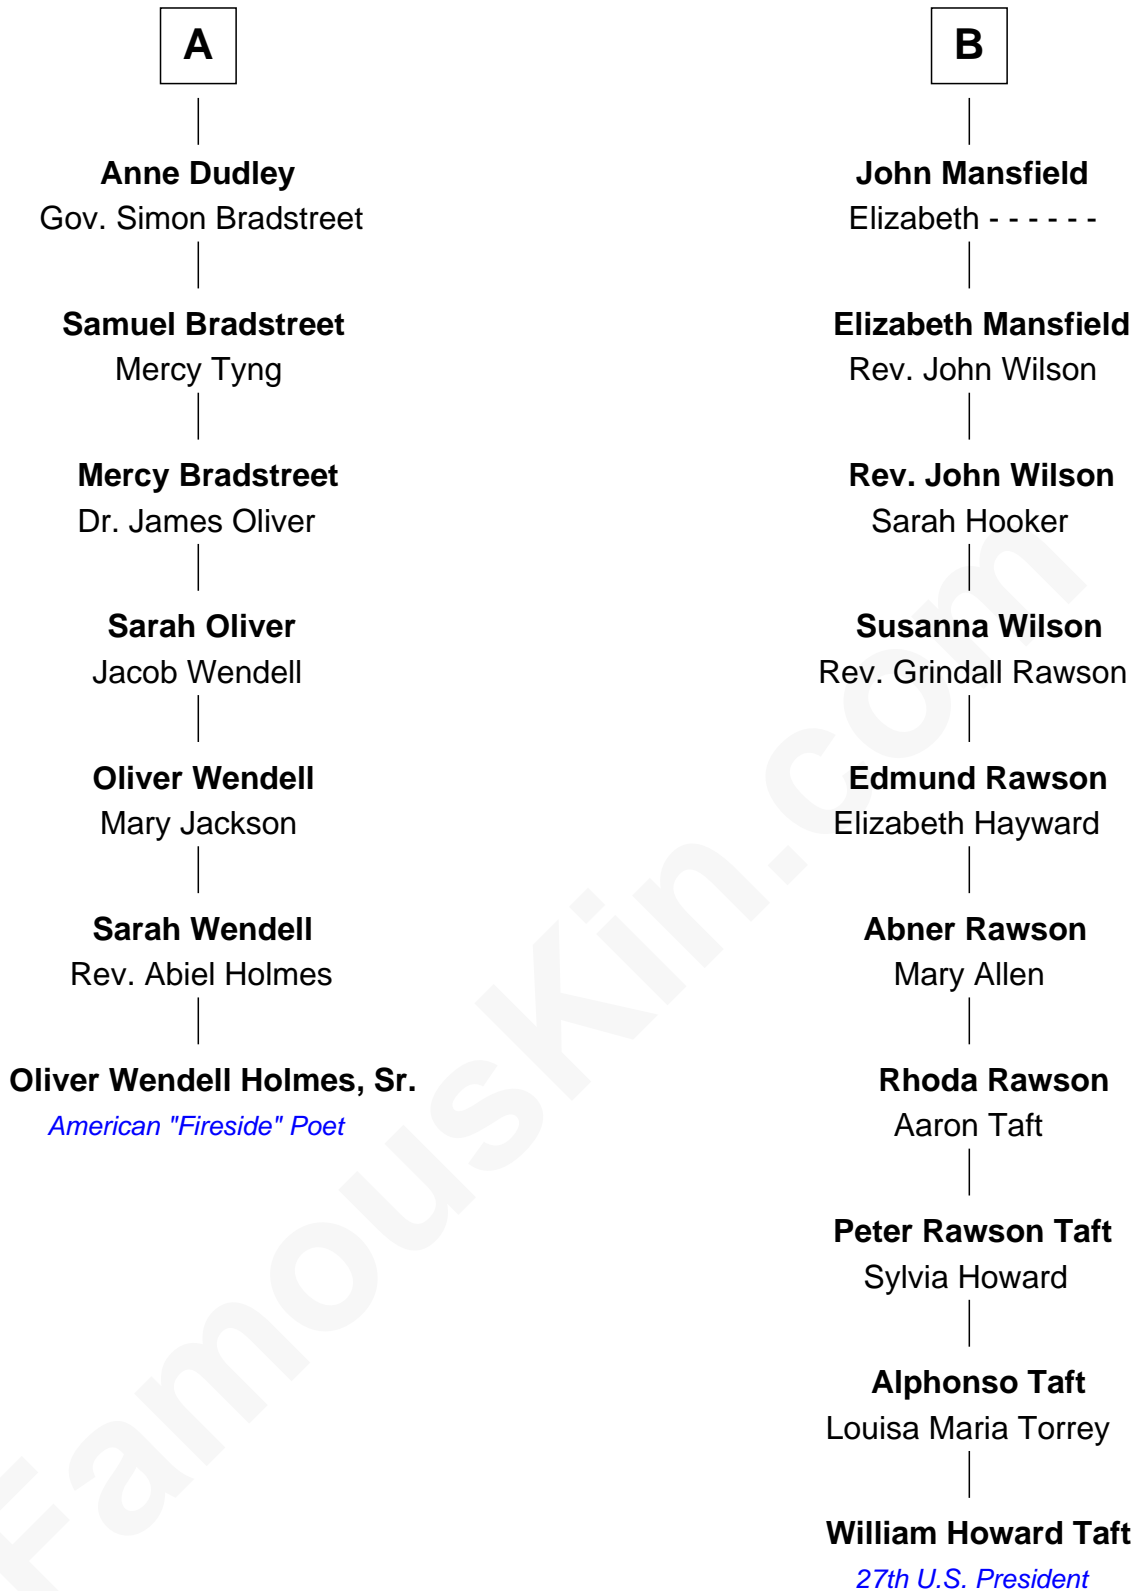 A
Anne Dudley
Gov. Simon Bradstreet
Samuel Bradstreet
Mercy Tyng
Mercy Bradstreet
Dr. James Oliver
Sarah Oliver
Jacob Wendell
Oliver Wendell
Mary Jackson
Sarah Wendell
Rev. Abiel Holmes
Oliver Wendell Holmes, Sr.
American "Fireside" Poet
B
John Mansfield
Elizabeth - - - - - -
Elizabeth Mansfield
Rev. John Wilson
Rev. John Wilson
Sarah Hooker
Susanna Wilson
Rev. Grindall Rawson
Edmund Rawson
Elizabeth Hayward
Abner Rawson
Mary Allen
Rhoda Rawson
Aaron Taft
Peter Rawson Taft
Sylvia Howard
Alphonso Taft
Louisa Maria Torrey
William Howard Taft
27th U.S. President
FamousKin.com